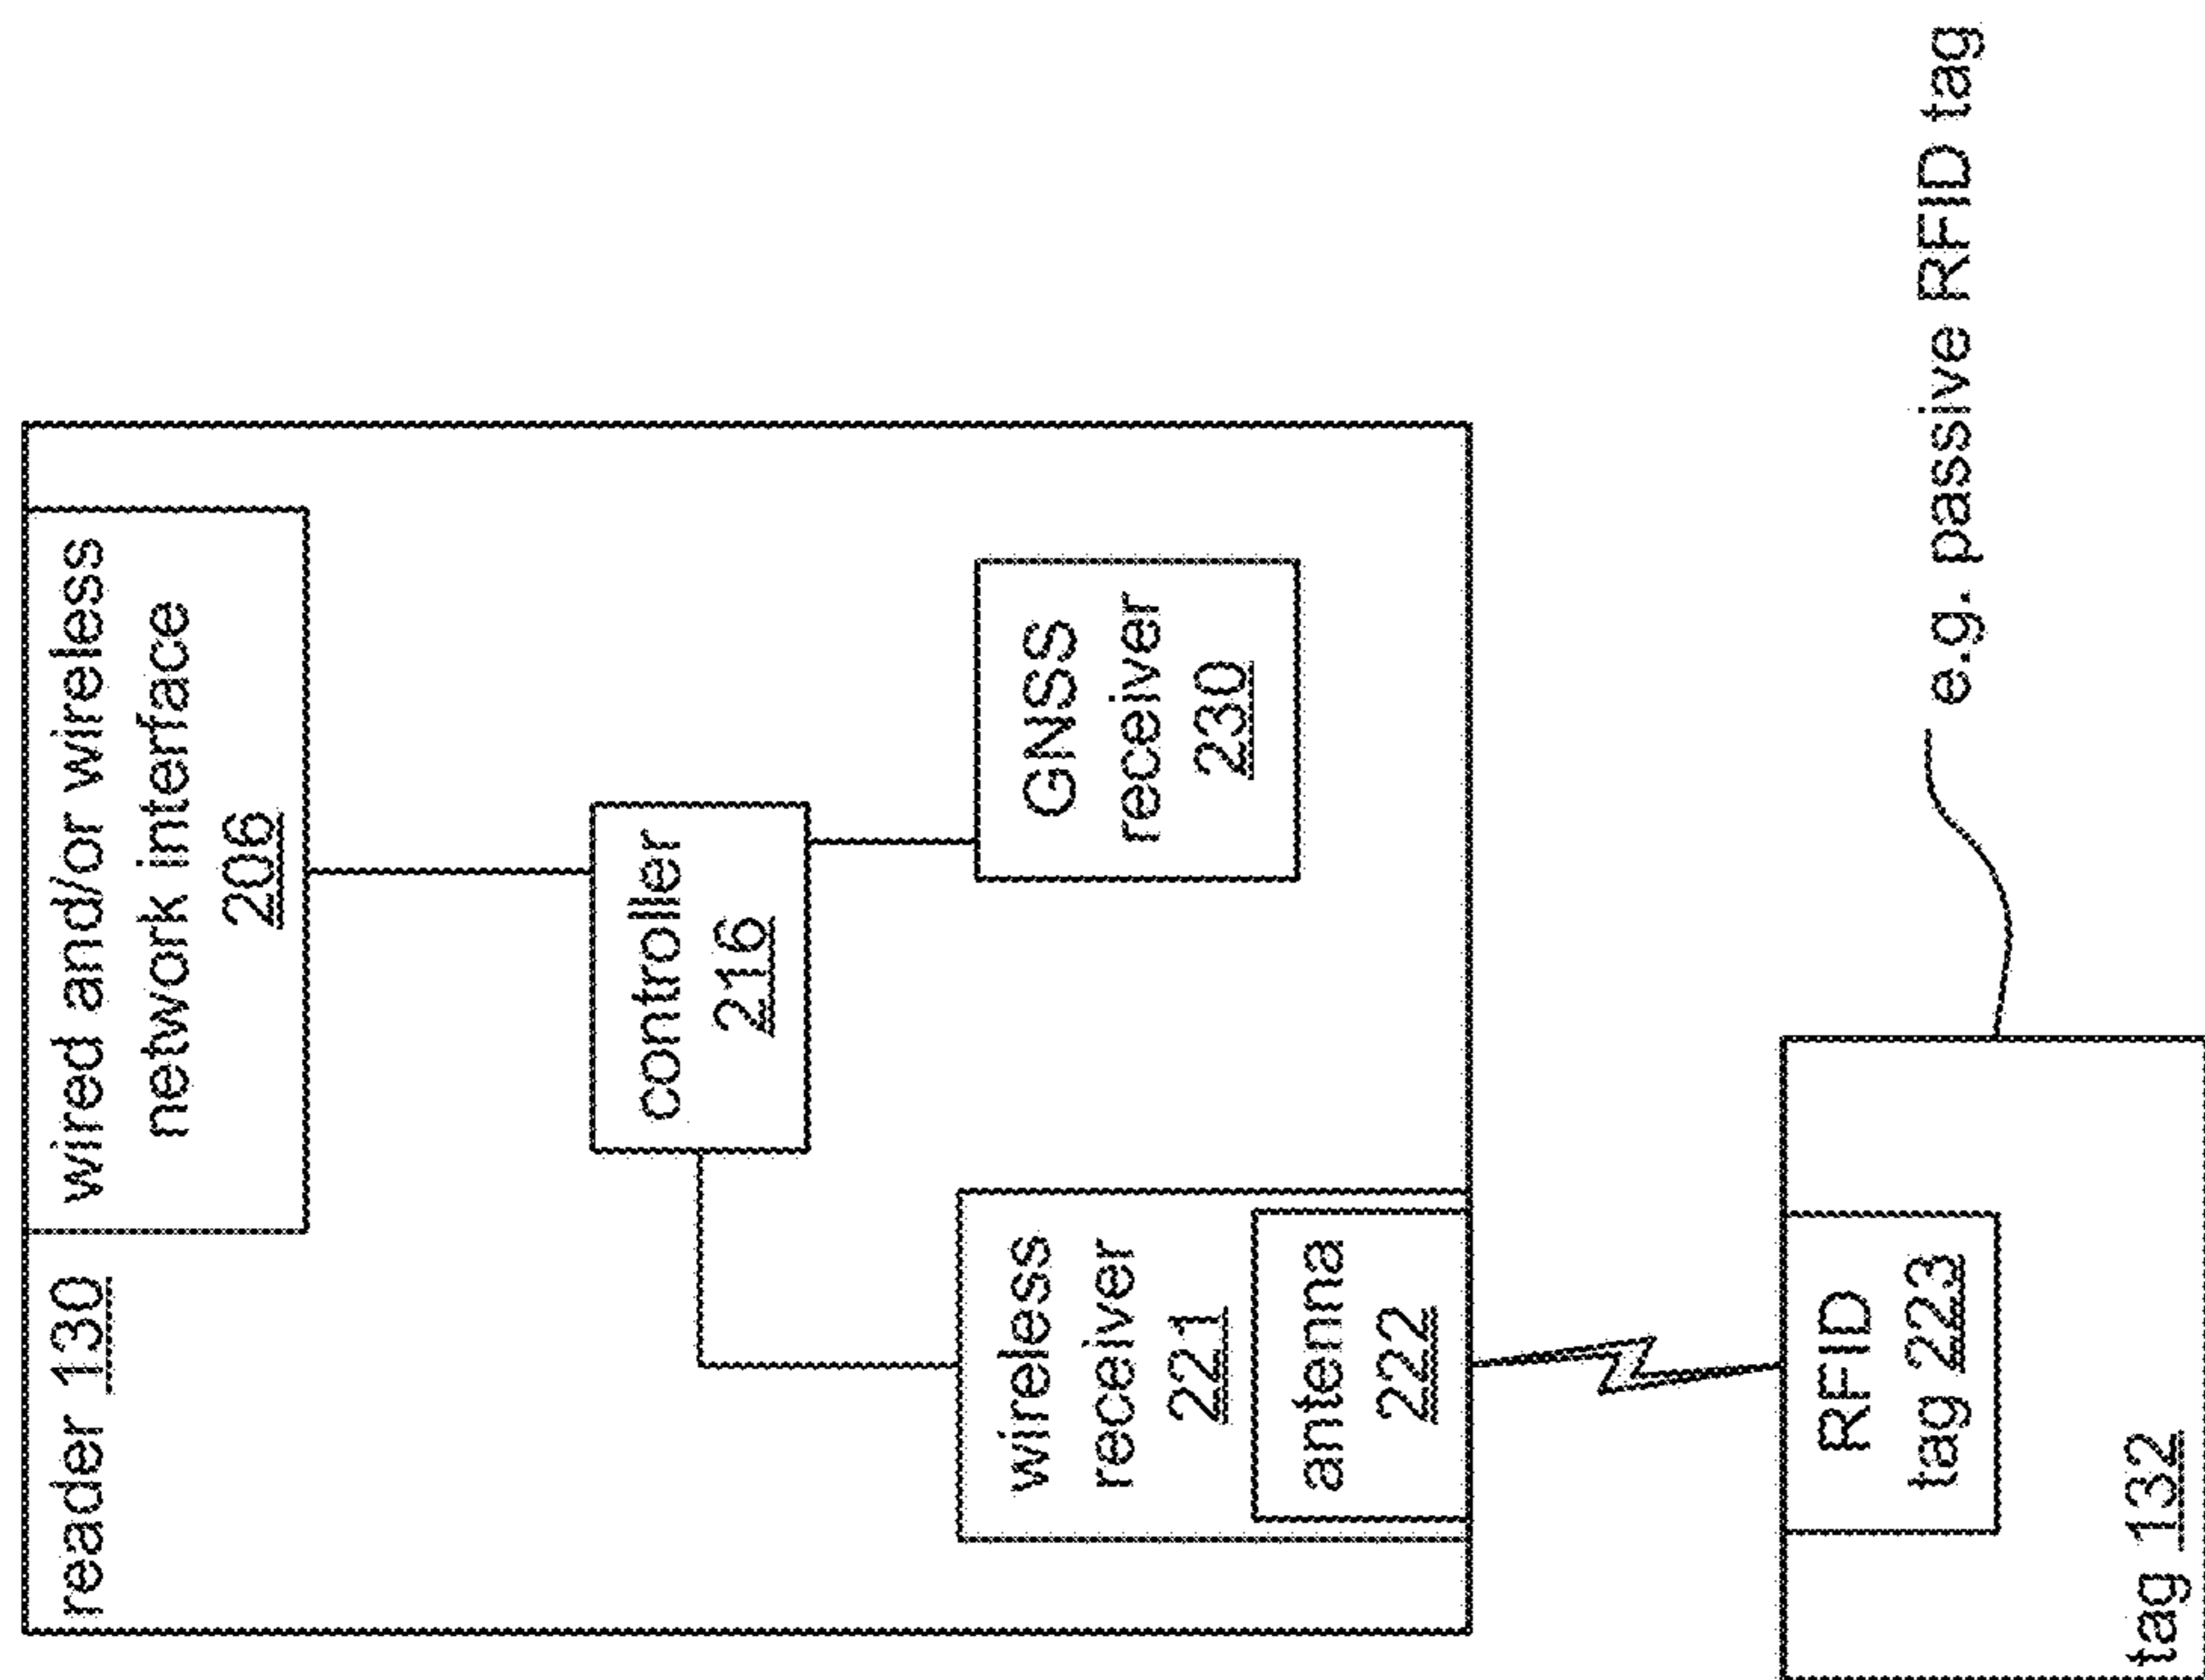 reader 130
wired and/or wireless
network interface
206
controller
216
wireless
receiver
221
antenna
222
GNSS
receiver
230
RFID
tag 223
tag 132
e.g. passive RFID tag